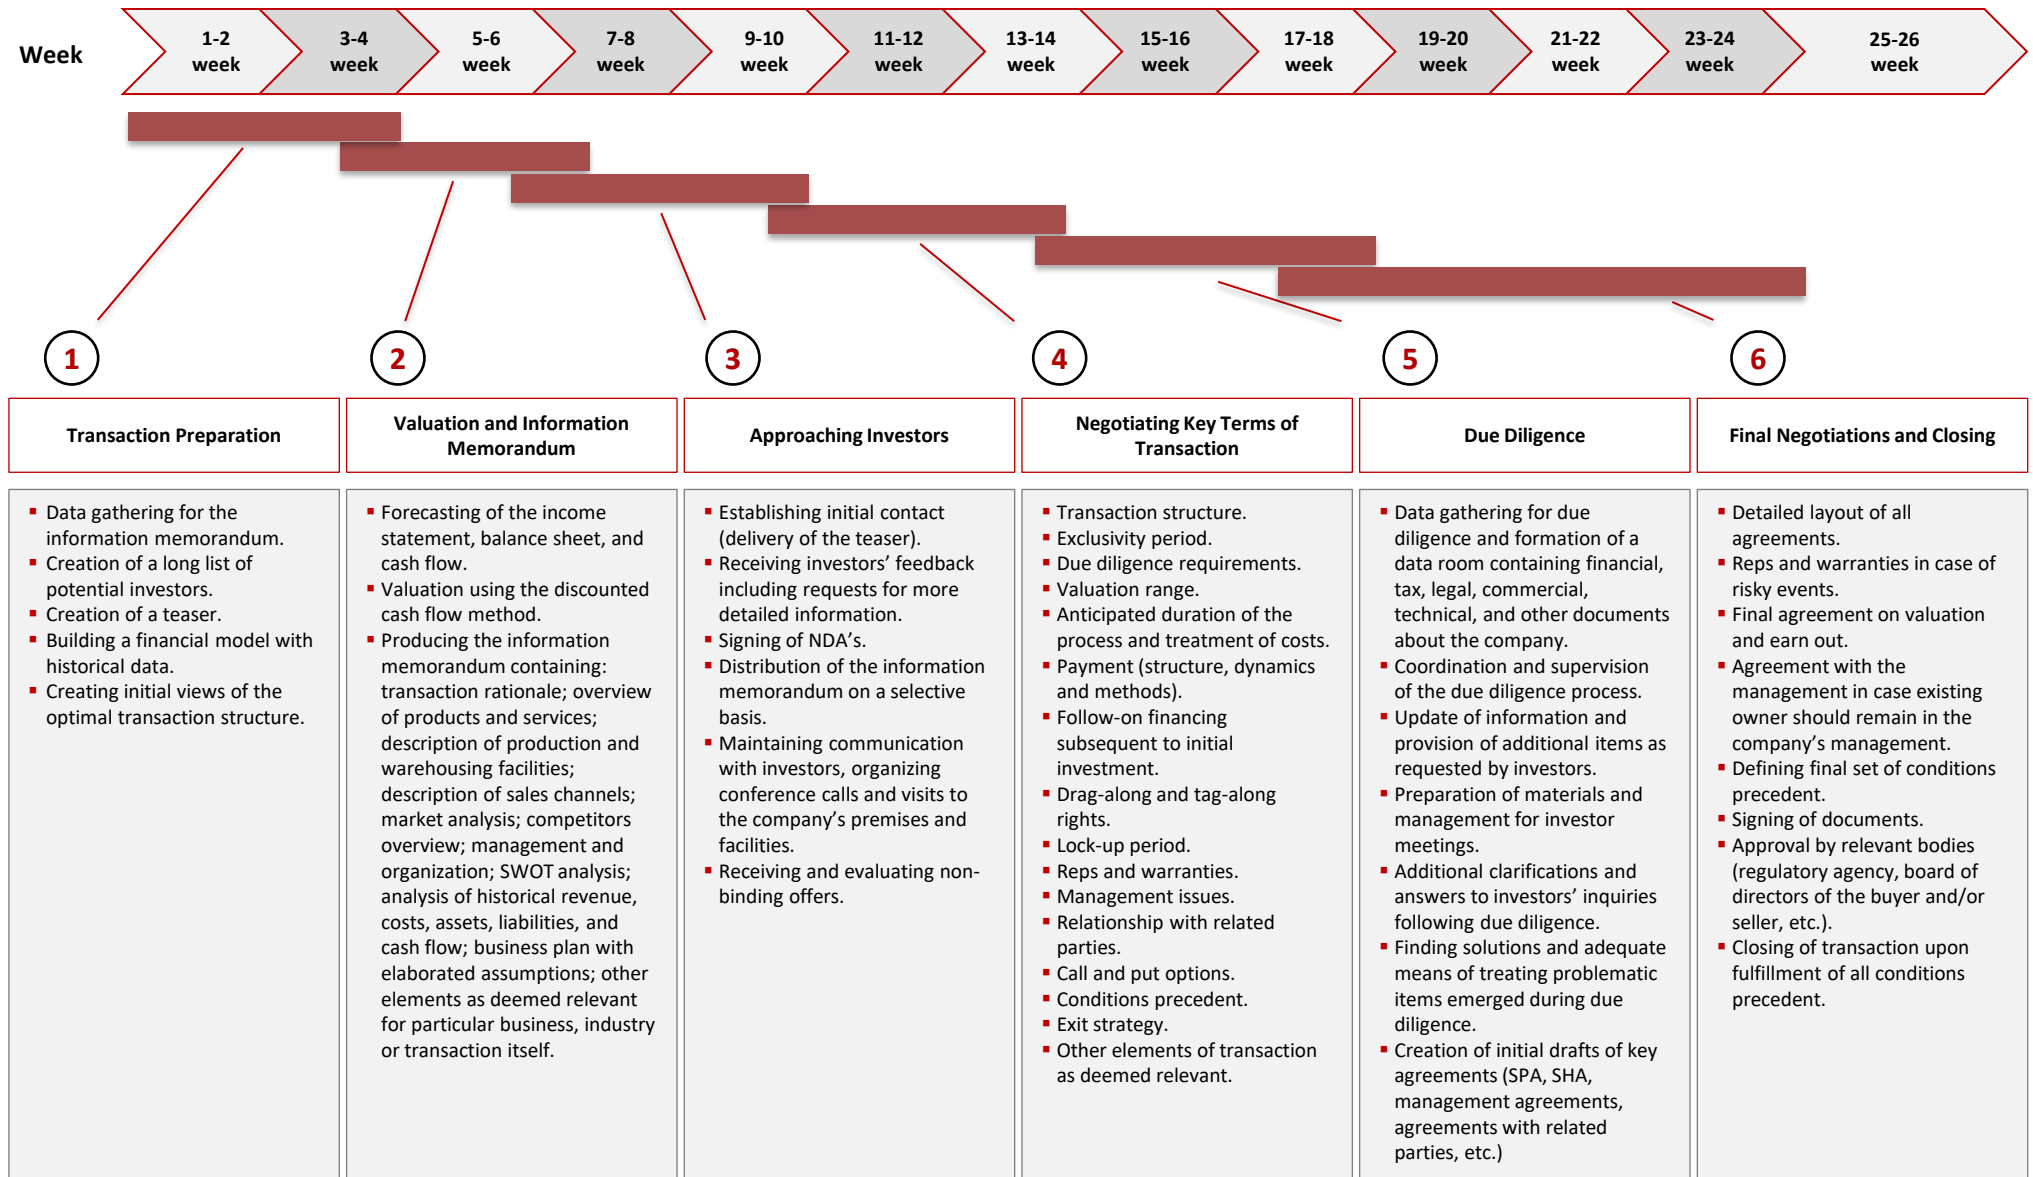 Week
1-2
week
3-4
week
5-6
week
7-8
week
9-10
week
11-12
week
13-14
week
15-16
week
17-18
week
19-20
week
21-22
week
23-24
week
25-26
week
1
2
3
4
5
6
Transaction Preparation
Valuation and Information
Memorandum
Approaching Investors
Negotiating Key Terms of
Transaction
Due Diligence
Final Negotiations and Closing
▪ Data gathering for the
information memorandum.
▪ Creation of a long list of
potential investors.
▪ Creation of a teaser.
▪ Building a financial model with
historical data.
▪ Creating initial views of the
optimal transaction structure.
▪ Forecasting of the income
statement, balance sheet, and
cash flow.
▪ Valuation using the discounted
cash flow method.
▪ Producing the information
memorandum containing:
transaction rationale; overview
of products and services;
description of production and
warehousing facilities;
description of sales channels;
market analysis; competitors
overview; management and
organization; SWOT analysis;
analysis of historical revenue,
costs, assets, liabilities, and
cash flow; business plan with
elaborated assumptions; other
elements as deemed relevant
for particular business, industry
or transaction itself.
▪ Establishing initial contact
(delivery of the teaser).
▪ Receiving investors’ feedback
including requests for more
detailed information.
▪ Signing of NDA’s.
▪ Distribution of the information
memorandum on a selective
basis.
▪ Maintaining communication
with investors, organizing
conference calls and visits to
the company’s premises and
facilities.
▪ Receiving and evaluating non-
binding offers.
▪ Transaction structure.
▪ Exclusivity period.
▪ Due diligence requirements.
▪ Valuation range.
▪ Anticipated duration of the
process and treatment of costs.
▪ Payment (structure, dynamics
and methods).
▪ Follow-on financing
subsequent to initial
investment.
▪ Drag-along and tag-along
rights.
▪ Lock-up period.
▪ Reps and warranties.
▪ Management issues.
▪ Relationship with related
parties.
▪ Call and put options.
▪ Conditions precedent.
▪ Exit strategy.
▪ Other elements of transaction
as deemed relevant.
▪ Data gathering for due
diligence and formation of a
data room containing financial,
tax, legal, commercial,
technical, and other documents
about the company.
▪ Coordination and supervision
of the due diligence process.
▪ Update of information and
provision of additional items as
requested by investors.
▪ Preparation of materials and
management for investor
meetings.
▪ Additional clarifications and
answers to investors’ inquiries
following due diligence.
▪ Finding solutions and adequate
means of treating problematic
items emerged during due
diligence.
▪ Creation of initial drafts of key
agreements (SPA, SHA,
management agreements,
agreements with related
parties, etc.)
▪ Detailed layout of all
agreements.
▪ Reps and warranties in case of
risky events.
▪ Final agreement on valuation
and earn out.
▪ Agreement with the
management in case existing
owner should remain in the
company’s management.
▪ Defining final set of conditions
precedent.
▪ Signing of documents.
▪ Approval by relevant bodies
(regulatory agency, board of
directors of the buyer and/or
seller, etc.).
▪ Closing of transaction upon
fulfillment of all conditions
precedent.